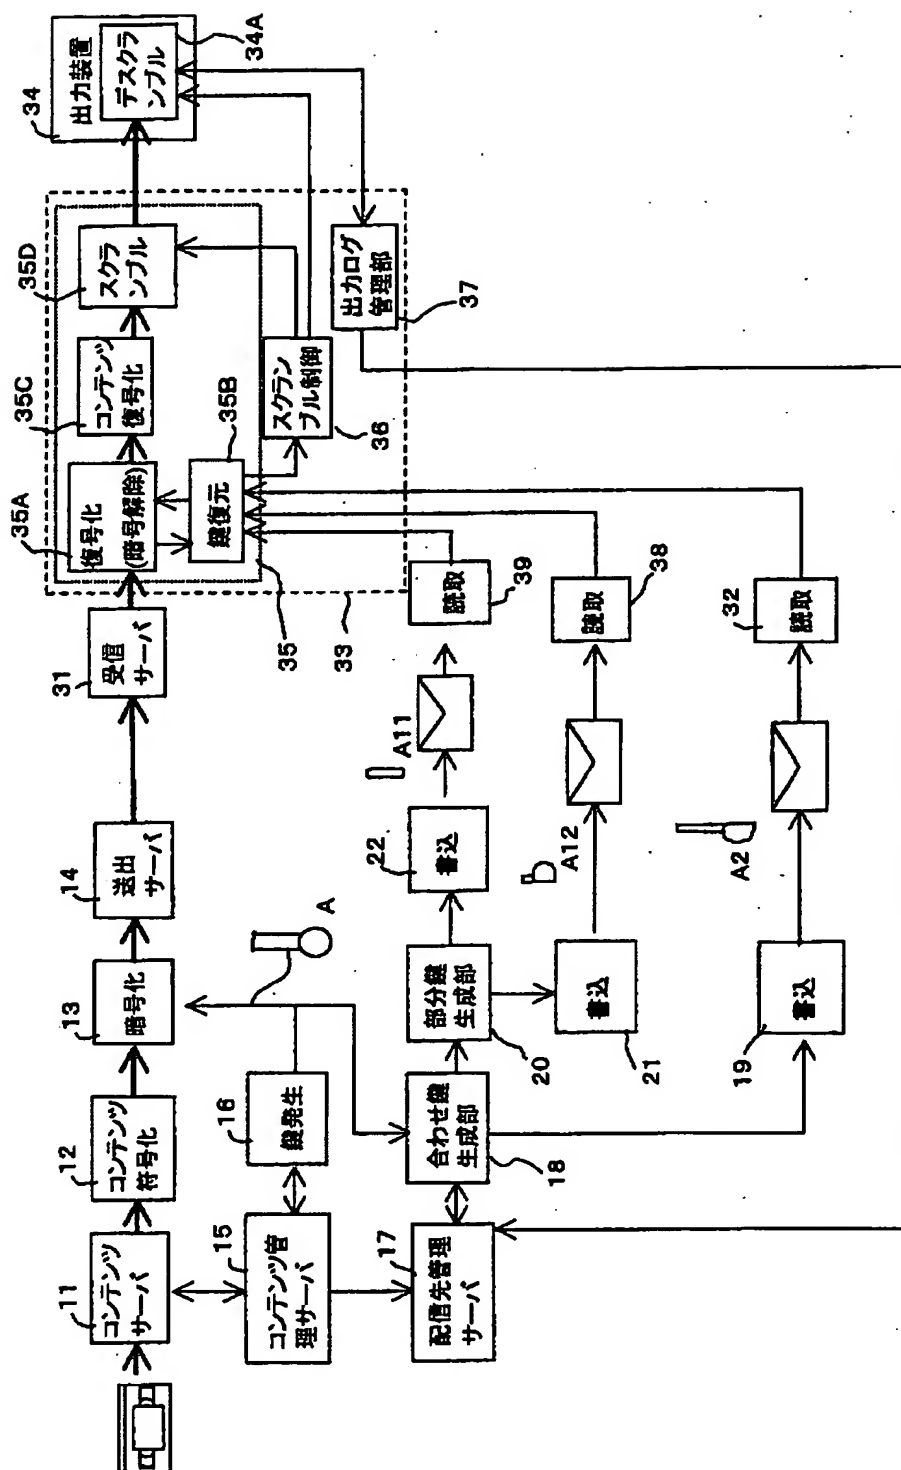 11
コンテンツ
サーバ
12
コンテンツ
符号化
13
暗号化
14
送出
サーバ
31
受信
サーバ
35A
復号化
(暗号解除)
35C
コンテンツ
復号化
35D
スクラ
ンブル
34
出力装置
デスクラ
ンブル
34A
35B
鍵復元
35
33
スクラン
ブル制御
36
出力ログ
管理部
37
15
コンテンツ管
理サーバ
16
鍵発生
A
17
配信先管理
サーバ
合わせ鍵
生成部
18
部分鍵
生成部
20
22
書込
A11
読取
39
書込
21
A12
読取
38
19
書込
A2
32
読取